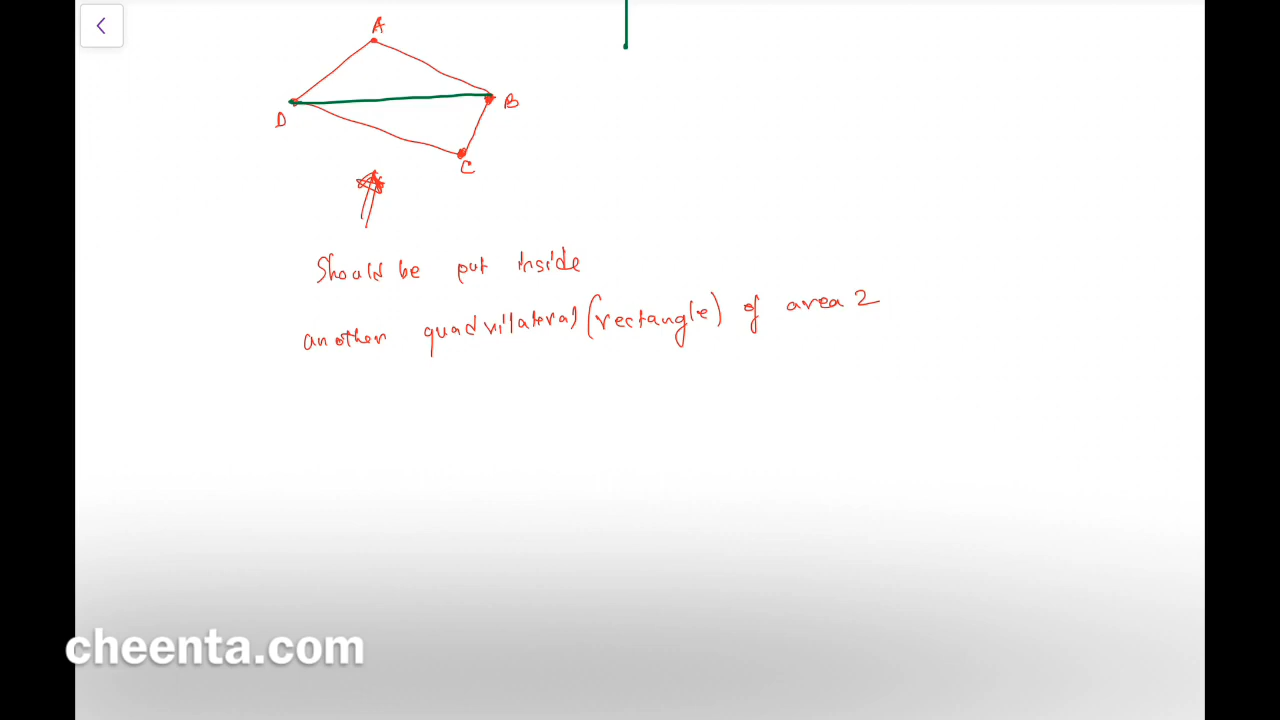 A
D
B
C
Should be put inside
another quadrilateral (rectangle) of area 2
cheenta.com